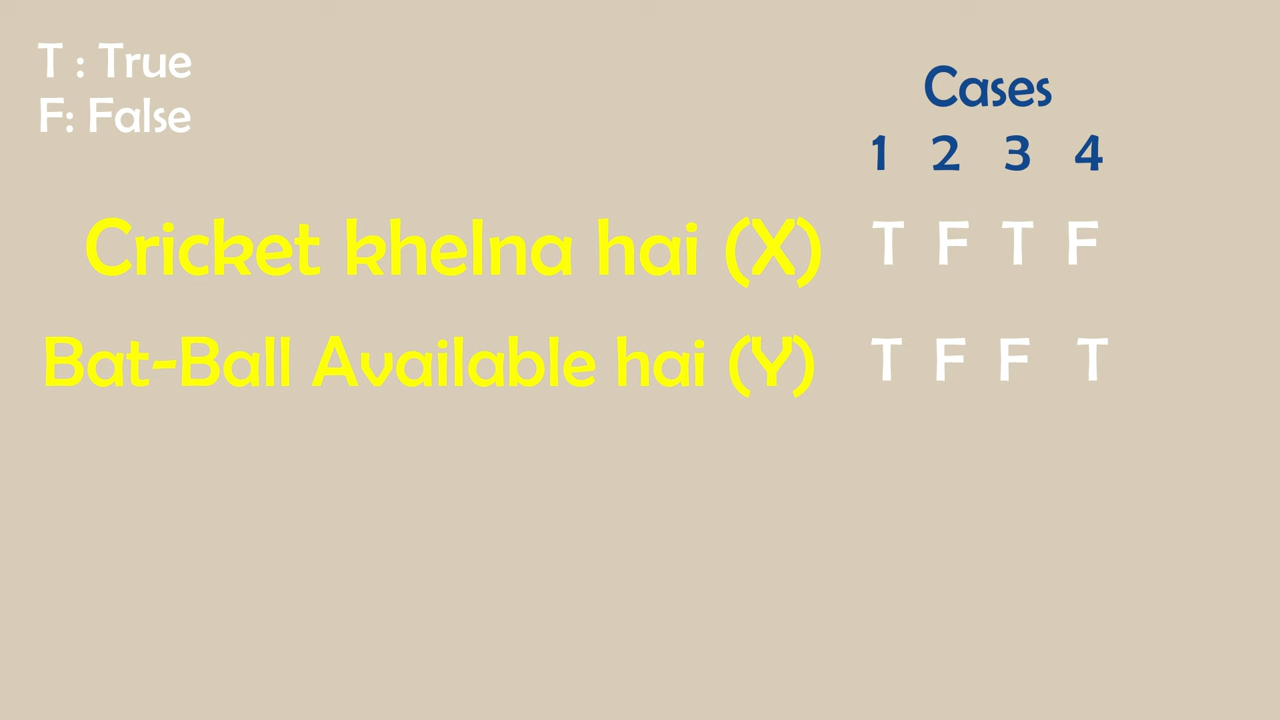 T : True
F: False
Cases
1 2 3 4
Cricket khelna hai (X) T F T F
Bat-Ball Available hai (Y) T F F T